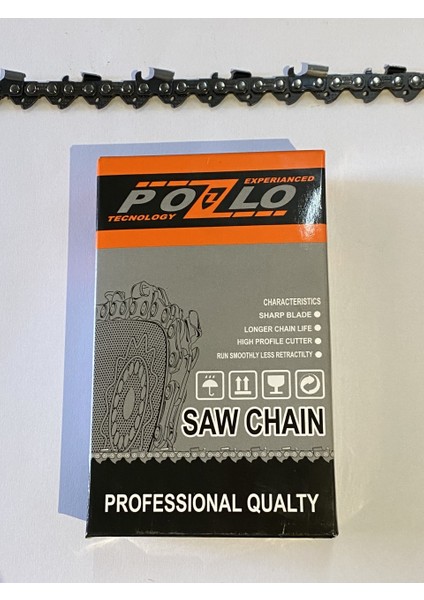 EXPERIANCED
POZLO
TECNOLOGY
CHARACTERISTICS
SHARP BLADE
LONGER CHAIN LIFE
HIGH PROFILE CUTTER
RUN SMOOTHLY LESS RETRACTILTY
SAW CHAIN
PROFESSIONAL QUALTY